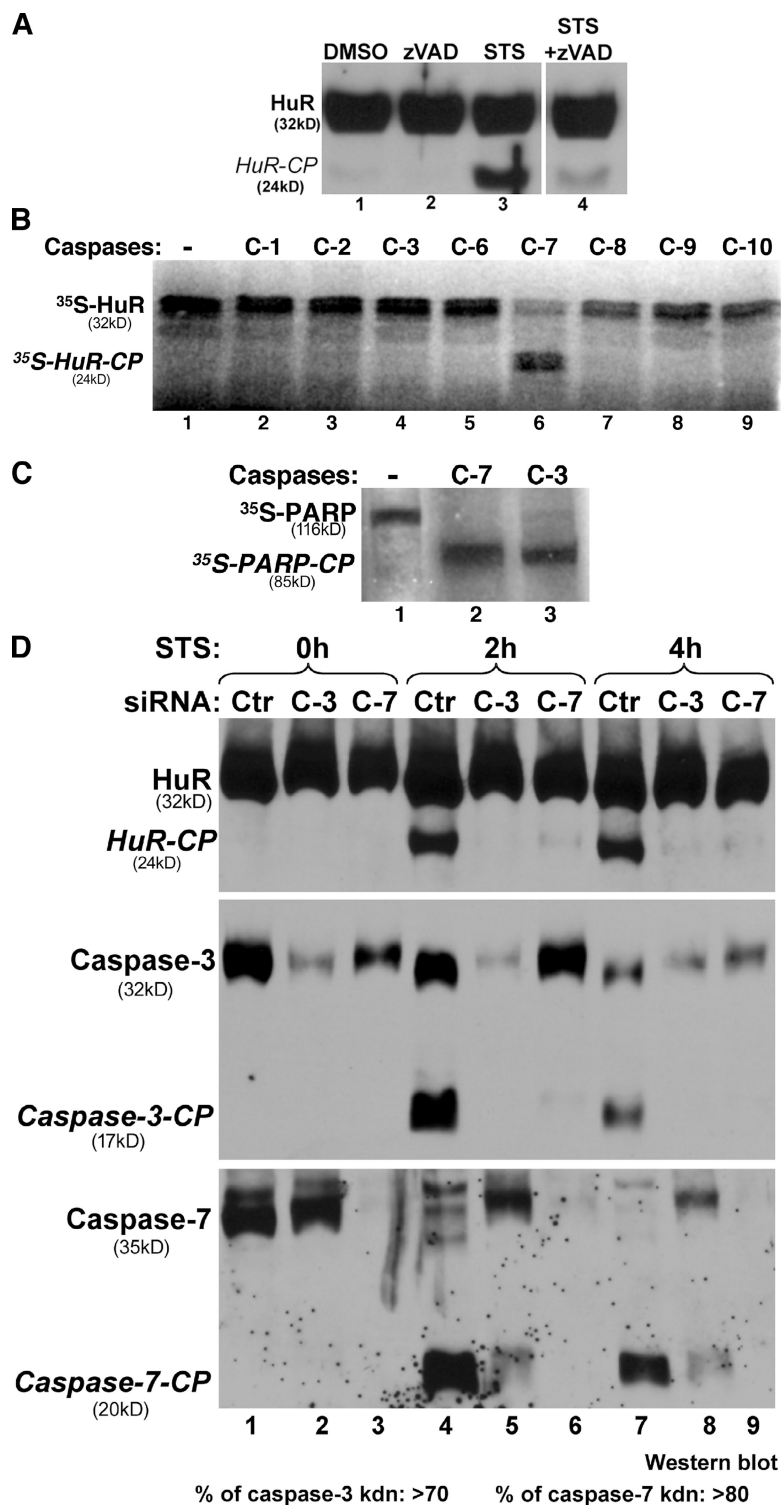 A
DMSO zVAD STS STS +zVAD
HuR
(32kD)
HuR-CP
(24kD)
1 2 3 4
B
Caspases: - C-1 C-2 C-3 C-6 C-7 C-8 C-9 C-10
35S-HuR
(32kD)
35S-HuR-CP
(24kD)
1 2 3 4 5 6 7 8 9
C
Caspases: - C-7 C-3
35S-PARP
(116kD)
35S-PARP-CP
(85kD)
1 2 3
D
STS: 0h 2h 4h
siRNA: Ctr C-3 C-7 Ctr C-3 C-7 Ctr C-3 C-7
HuR
(32kD)
HuR-CP
(24kD)
Caspase-3
(32kD)
Caspase-3-CP
(17kD)
Caspase-7
(35kD)
Caspase-7-CP
(20kD)
1 2 3 4 5 6 7 8 9
Western blot
% of caspase-3 kdn: >70 % of caspase-7 kdn: >80